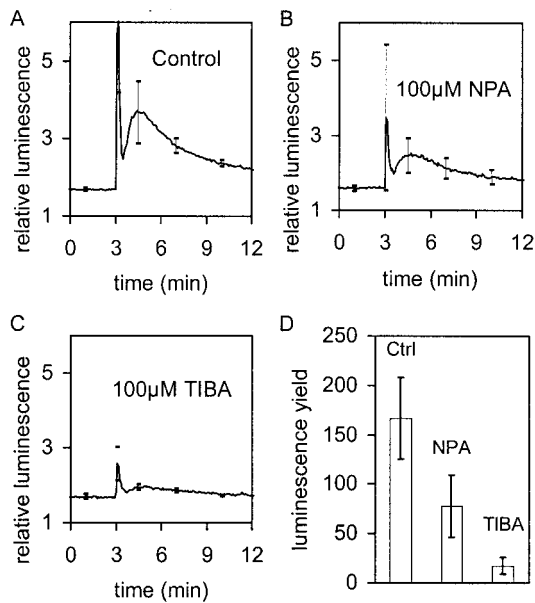 A
relative luminescence
5
3
1
Control
0 3 6 9 12
time (min)
B
relative luminescence
5
3
1
100µM NPA
0 3 6 9 12
time (min)
C
relative luminescence
5
3
1
100µM TIBA
0 3 6 9 12
time (min)
D
luminescence yield
250
200
150
100
50
0
Ctrl
NPA
TIBA